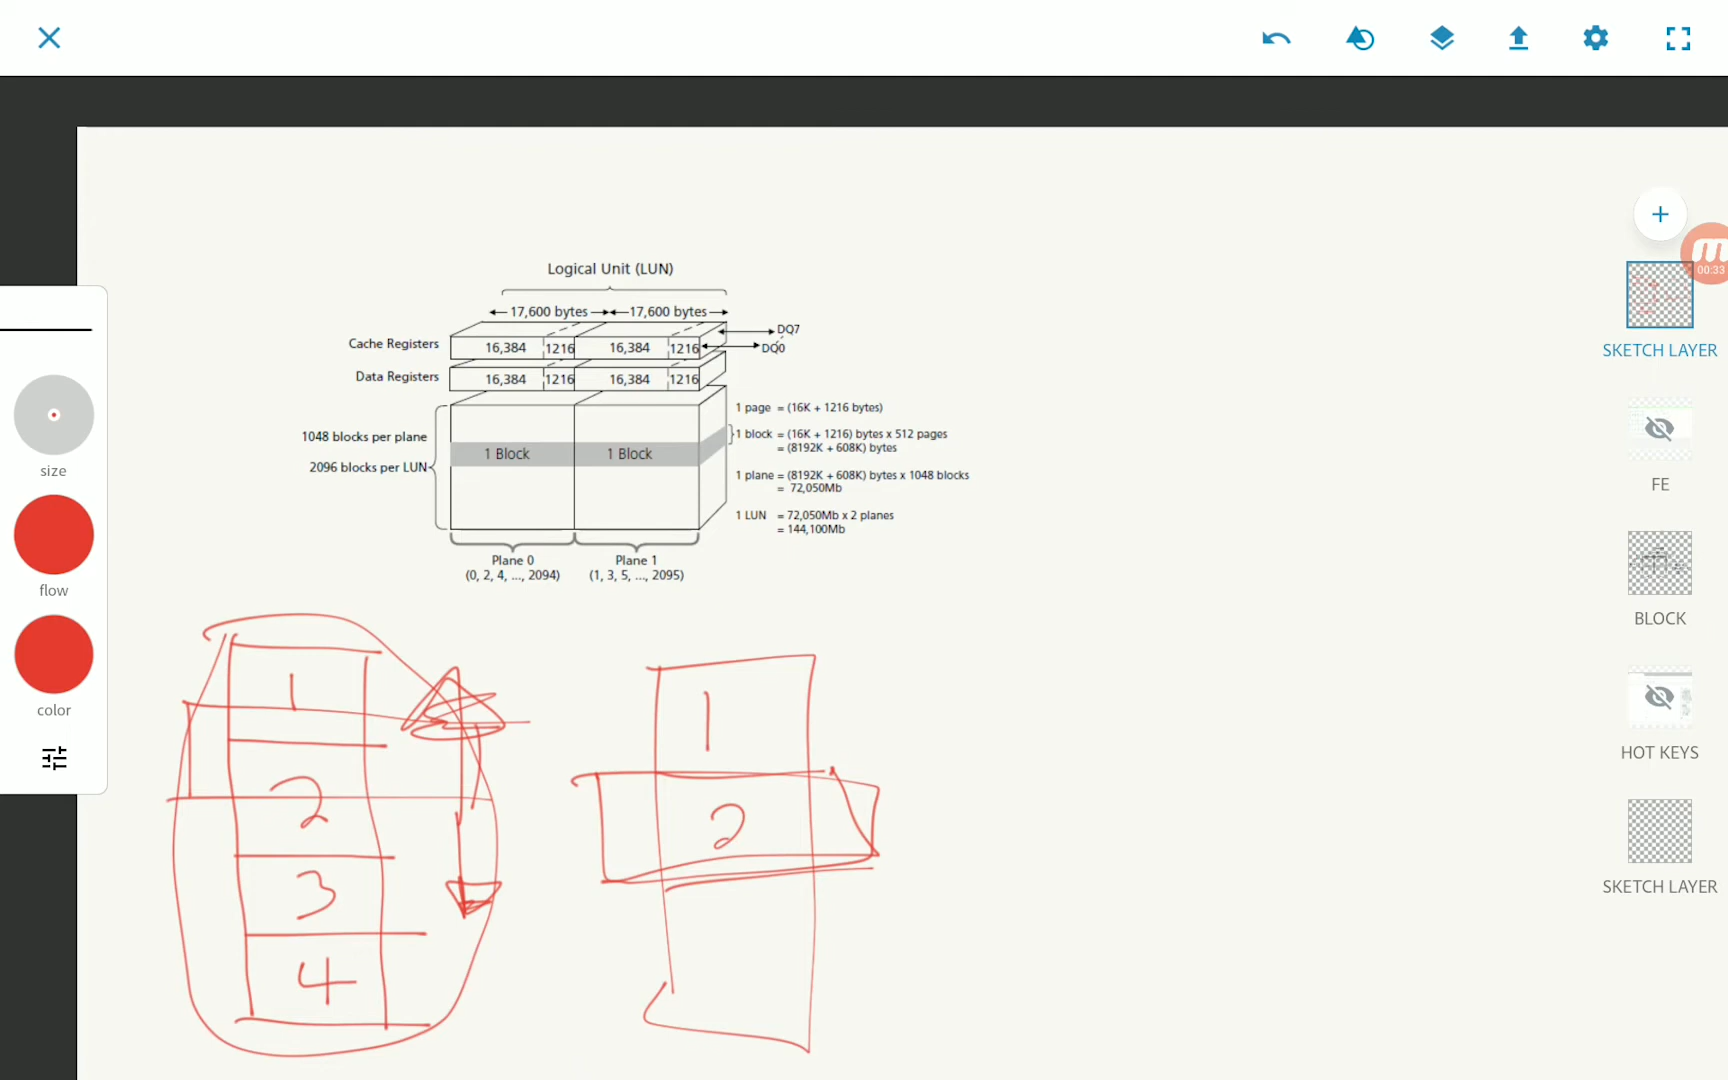 00:33
Logical Unit (LUN)
17,600 bytes 17,600 bytes
DQ7
Cache Registers 16,384 1216 16,384 1216 DQ0
Data Registers 16,384 1216 16,384 1216
1 page = (16K + 1216 bytes)
1048 blocks per plane
1 block = (16K + 1216) bytes x 512 pages
= (8192K + 608K) bytes
1 Block 1 Block
2096 blocks per LUN
1 plane = (8192K + 608K) bytes x 1048 blocks
= 72,050Mb
1 LUN = 72,050Mb x 2 planes
= 144,100Mb
Plane 0 Plane 1
(0, 2, 4, ..., 2094) (1, 3, 5, ..., 2095)
size
flow
color
1
2
3
4
1
2
SKETCH LAYER
FE
BLOCK
HOT KEYS
SKETCH LAYER